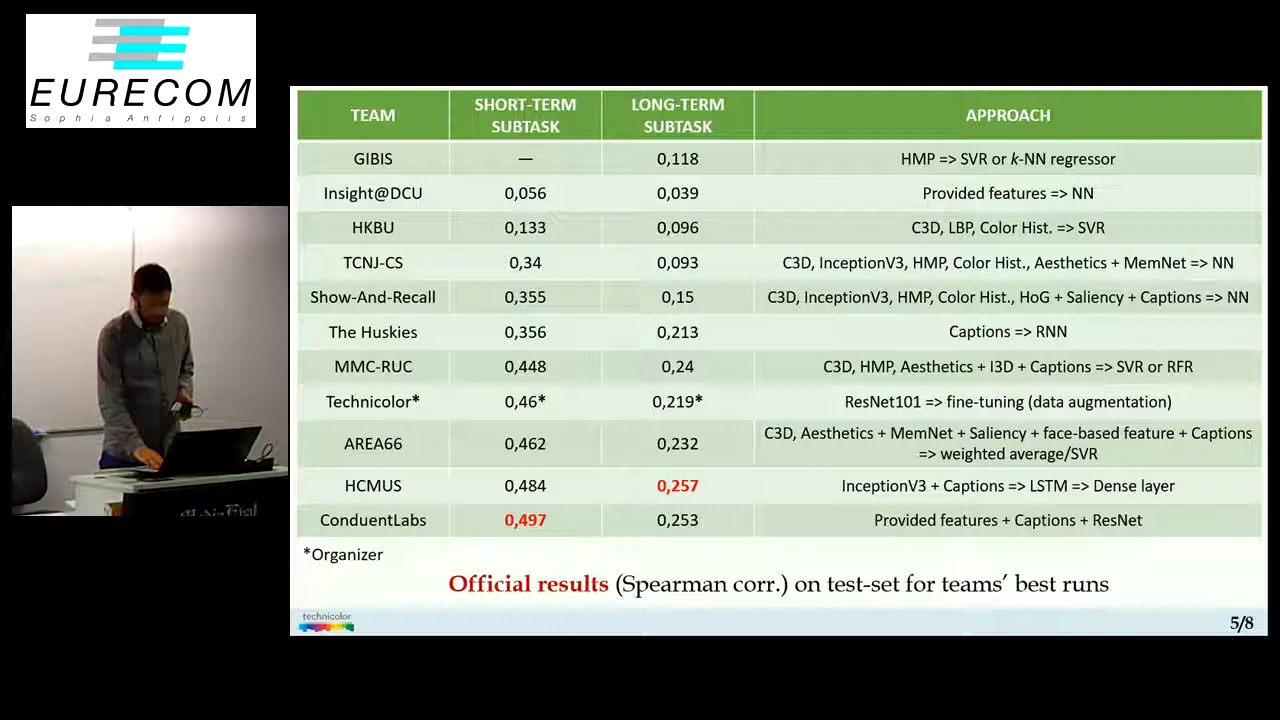 EURECOM
Sophia Antipolis
TEAM
SHORT-TERM SUBTASK
LONG-TERM SUBTASK
APPROACH
GIBIS — 0,118 HMP => SVR or k-NN regressor
Insight@DCU 0,056 0,039 Provided features => NN
HKBU 0,133 0,096 C3D, LBP, Color Hist. => SVR
TCNJ-CS 0,34 0,093 C3D, InceptionV3, HMP, Color Hist., Aesthetics + MemNet => NN
Show-And-Recall 0,355 0,15 C3D, InceptionV3, HMP, Color Hist., HoG + Saliency + Captions => NN
The Huskies 0,356 0,213 Captions => RNN
MMC-RUC 0,448 0,24 C3D, HMP, Aesthetics + I3D + Captions => SVR or RFR
Technicolor* 0,46* 0,219* ResNet101 => fine-tuning (data augmentation)
AREA66 0,462 0,232 C3D, Aesthetics + MemNet + Saliency + face-based feature + Captions
=> weighted average/SVR
HCMUS 0,484 0,257 InceptionV3 + Captions => LSTM => Dense layer
ConduentLabs 0,497 0,253 Provided features + Captions + ResNet
*Organizer
Official results (Spearman corr.) on test-set for teams' best runs
technicolor
5/8